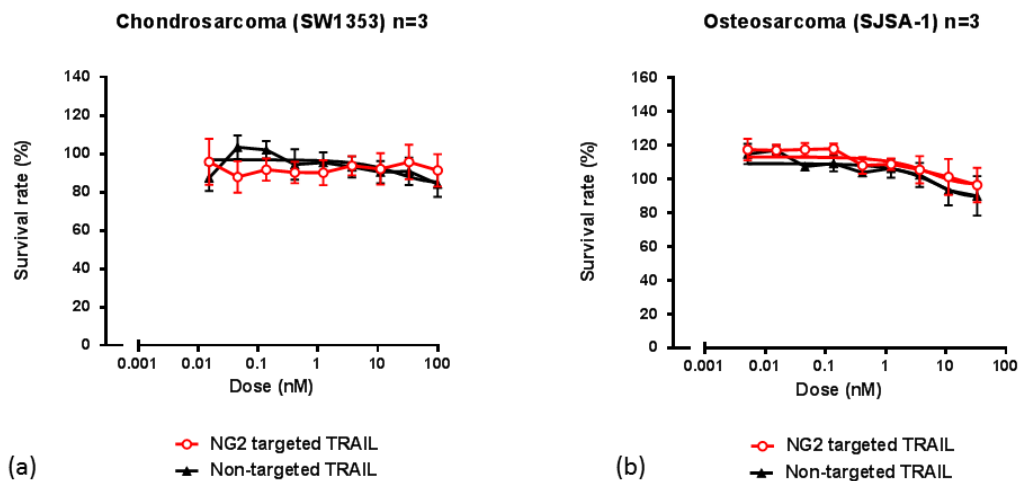 Chondrosarcoma (SW1353) n=3
140
120
100
80
60
40
20
0
Survival rate (%)
0.001 0.01 0.1 1 10 100
Dose (nM)
NG2 targeted TRAIL
Non-targeted TRAIL
(a)
Osteosarcoma (SJSA-1) n=3
160
140
120
100
80
60
40
20
0
Survival rate (%)
0.001 0.01 0.1 1 10 100
Dose (nM)
NG2 targeted TRAIL
Non-targeted TRAIL
(b)